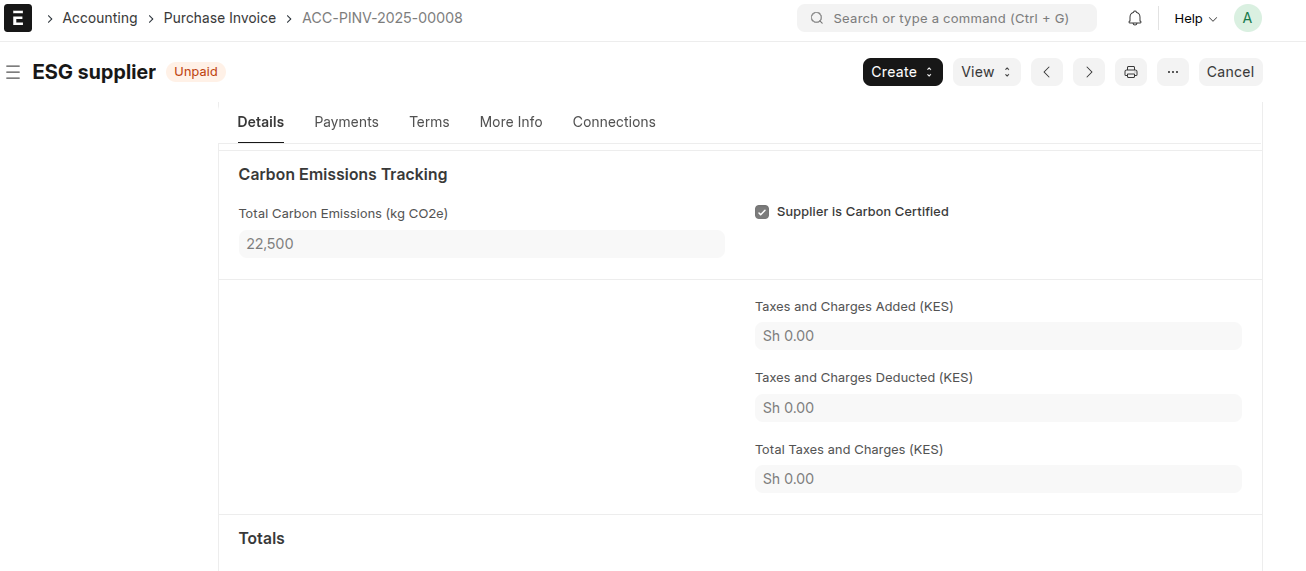 E Accounting Purchase Invoice ACC-PINV-2025-00008 Search or type a command (Ctrl + G) Help A
ESG supplier Unpaid Create View ... Cancel
Details Payments Terms More Info Connections
Carbon Emissions Tracking
Total Carbon Emissions (kg CO2e) Supplier is Carbon Certified
22,500
Taxes and Charges Added (KES)
Sh 0.00
Taxes and Charges Deducted (KES)
Sh 0.00
Total Taxes and Charges (KES)
Sh 0.00
Totals